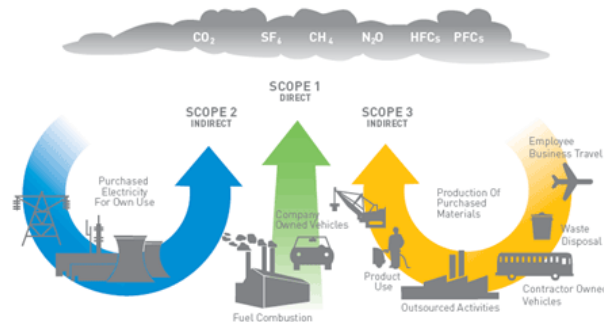 CO₂ SF₆ CH₄ N₂O HFCs PFCs
SCOPE 1
DIRECT
SCOPE 2
INDIRECT
SCOPE 3
INDIRECT
Purchased
Electricity
For Own Use
Company
Owned Vehicles
Fuel Combustion
Production Of
Purchased
Materials
Product
Use
Outsourced Activities
Employee
Business Travel
Waste
Disposal
Contractor Owned
Vehicles